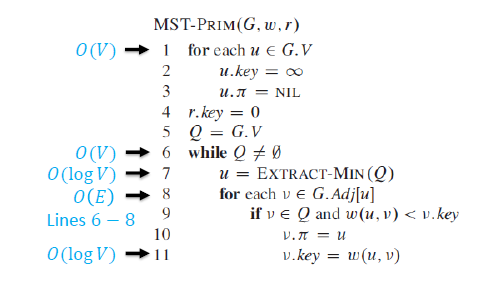 MST-PRIM(G, w, r)
O(V) → 1 for each u ∈ G.V
2 u.key = ∞
3 u.π = NIL
4 r.key = 0
5 Q = G.V
O(V) → 6 while Q ≠ ∅
O(log V) → 7 u = EXTRACT-MIN(Q)
O(E) → 8 for each v ∈ G.Adj[u]
Lines 6 – 8 9 if v ∈ Q and w(u, v) < v.key
10 v.π = u
O(log V) → 11 v.key = w(u, v)